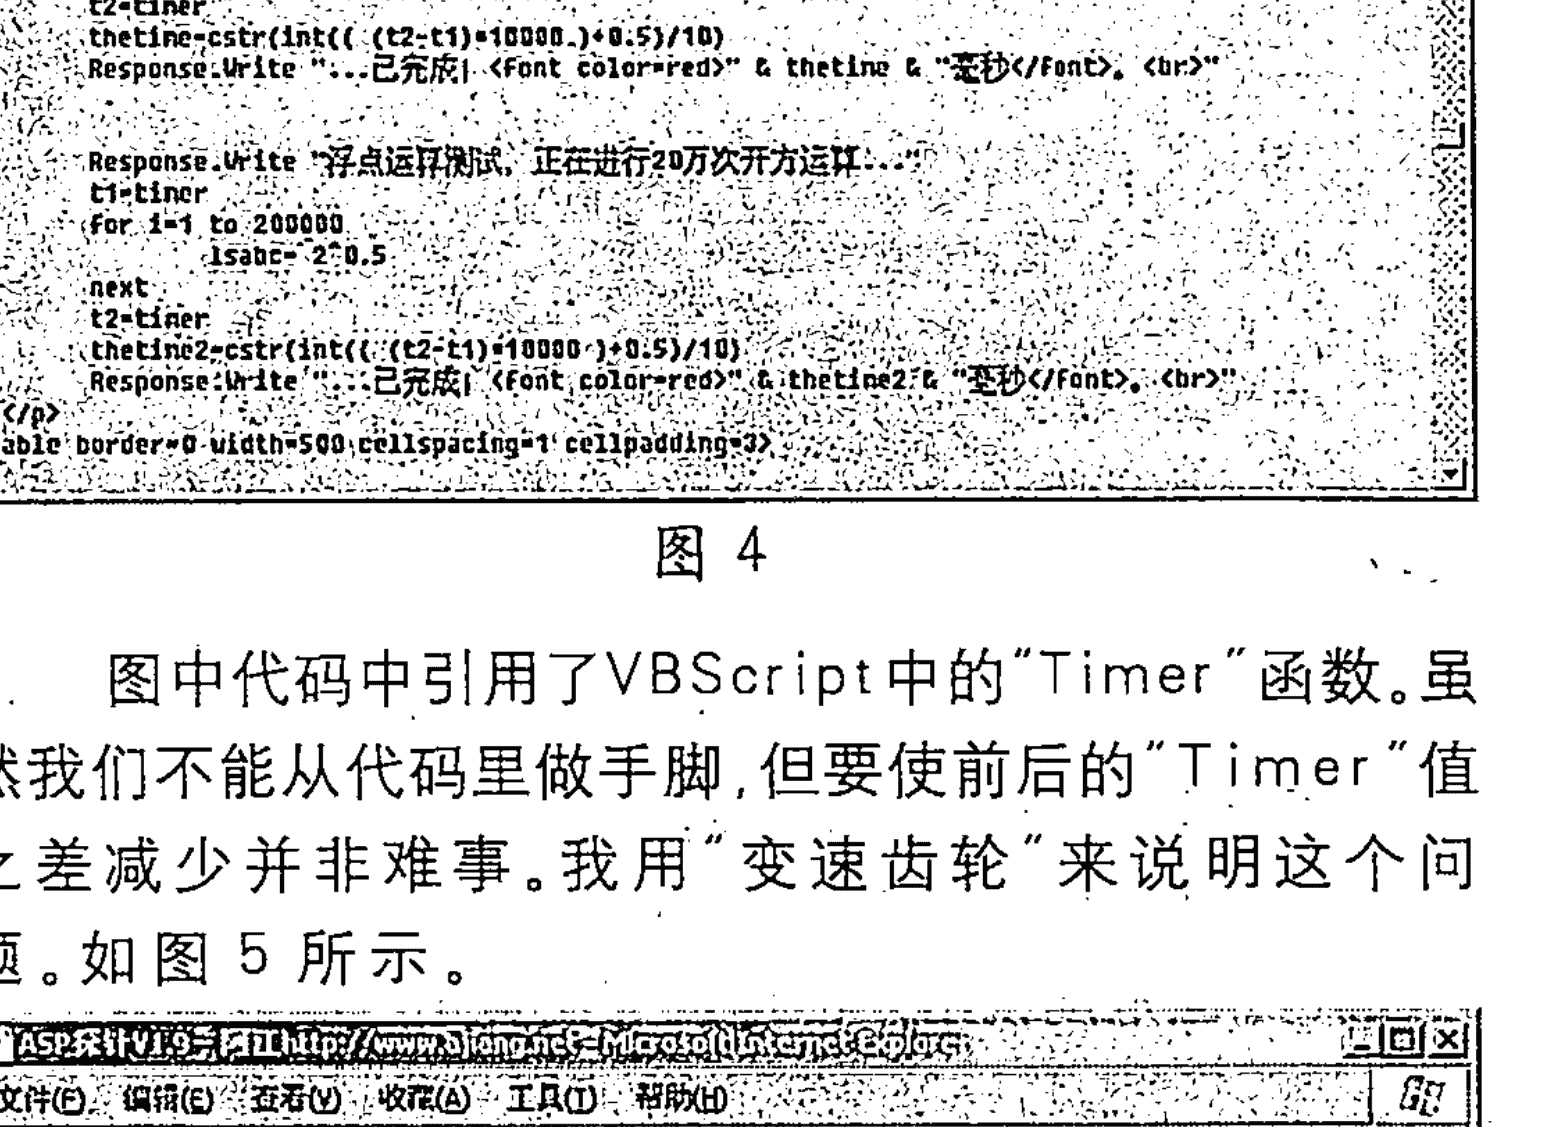 t2=timer
thetime=cstr(int(( (t2-t1)*10000 )+0.5)/10)
Response.Write "...已完成! <font color=red>" & thetime & "毫秒</font>。<br>"
Response.Write "浮点运算测试,正在进行20万次开方运算..."
t1=timer
for i=1 to 200000
lsabc= 2^0.5
next
t2=timer
thetime2=cstr(int(( (t2-t1)*10000 )+0.5)/10)
Response.Write "...已完成! <font color=red>" & thetime2 & "毫秒</font>。<br>"
</p>
able border=0 width=500 cellspacing=1 cellpadding=3>
图 4
图中代码中引用了VBScript中的"Timer"函数。虽
然我们不能从代码里做手脚,但要使前后的"Timer"值
之差减少并非难事。我用"变速齿轮"来说明这个问
题。如图 5 所示。
http://www.ajiang.net - Microsoft Internet Explorer
文件(F) 编辑(E) 查看(V) 收藏(A) 工具(T) 帮助(H)